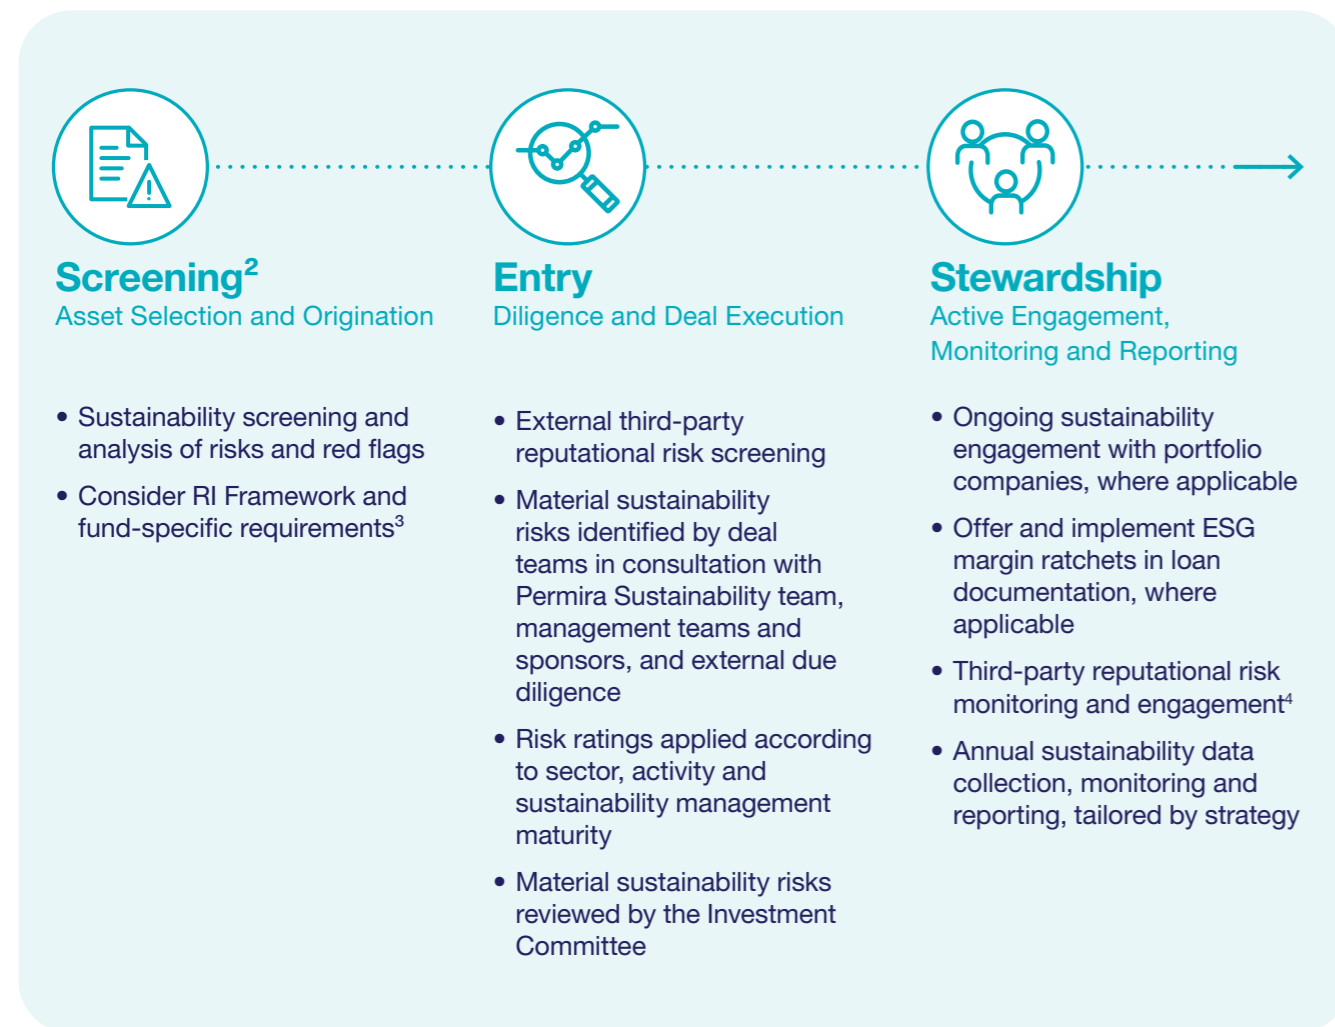 Screening²
Asset Selection and Origination
• Sustainability screening and
analysis of risks and red flags
• Consider RI Framework and
fund-specific requirements³
Entry
Diligence and Deal Execution
• External third-party
reputational risk screening
• Material sustainability
risks identified by deal
teams in consultation with
Permira Sustainability team,
management teams and
sponsors, and external due
diligence
• Risk ratings applied according
to sector, activity and
sustainability management
maturity
• Material sustainability risks
reviewed by the Investment
Committee
Stewardship
Active Engagement,
Monitoring and Reporting
• Ongoing sustainability
engagement with portfolio
companies, where applicable
• Offer and implement ESG
margin ratchets in loan
documentation, where
applicable
• Third-party reputational risk
monitoring and engagement⁴
• Annual sustainability data
collection, monitoring and
reporting, tailored by strategy